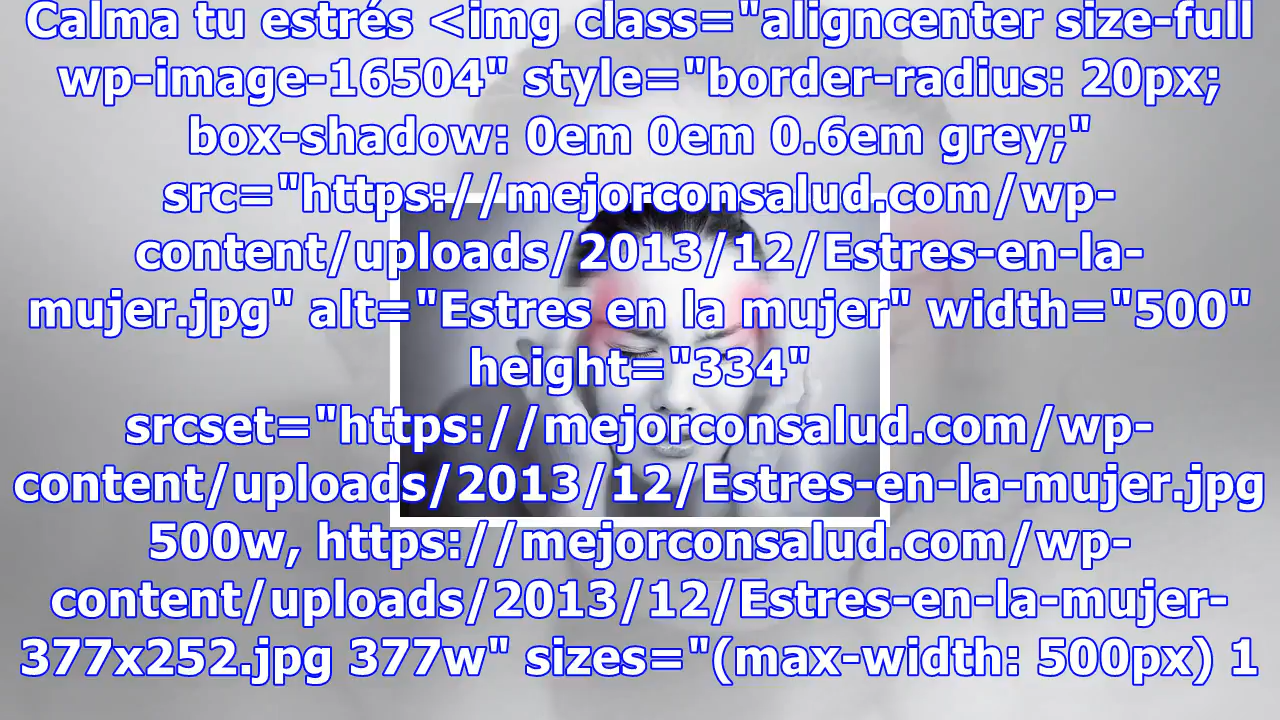 Calma tu estrés <img class="aligncenter size-full
wp-image-16504" style="border-radius: 20px;
box-shadow: 0em 0em 0.6em grey;"
src="https://mejorconsalud.com/wp-
content/uploads/2013/12/Estres-en-la-
mujer.jpg" alt="Estres en la mujer" width="500"
height="334"
srcset="https://mejorconsalud.com/wp-
content/uploads/2013/12/Estres-en-la-mujer.jpg
500w, https://mejorconsalud.com/wp-
content/uploads/2013/12/Estres-en-la-mujer-
377x252.jpg 377w" sizes="(max-width: 500px) 1